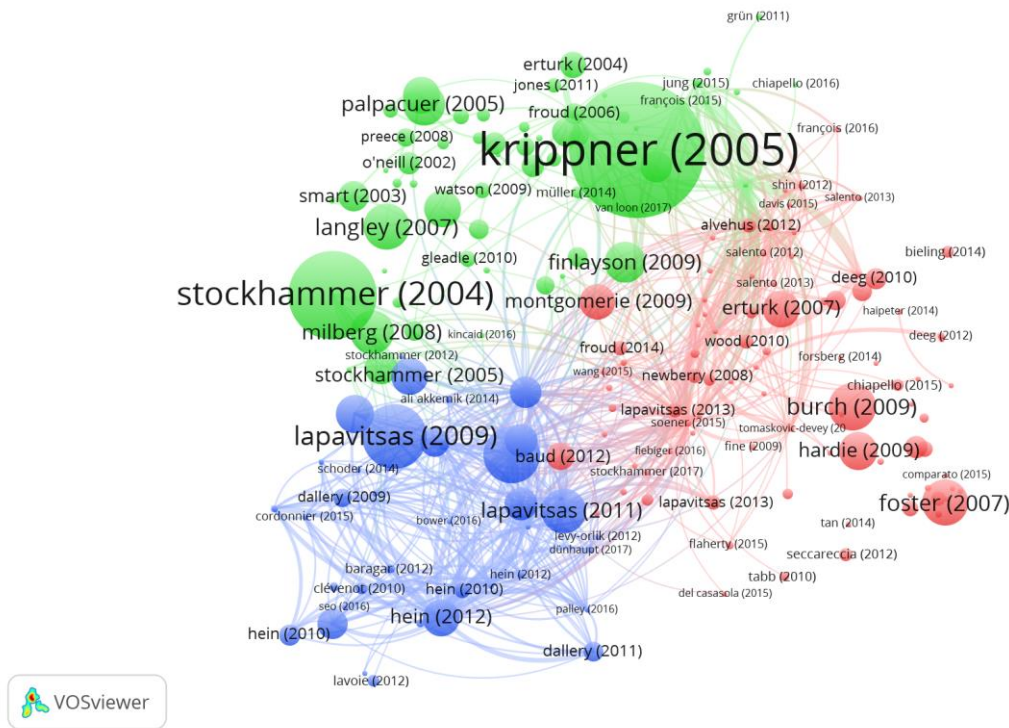 grün (2011)
erturk (2004)
jones (2011)
jung (2015)
chiapello (2016)
palpacuer (2005)
françois (2015)
froud (2006)
françois (2016)
preece (2008)
krippner (2005)
o'neill (2002)
smart (2003)
watson (2009)
müller (2014)
shin (2012)
salento (2013)
van loon (2017)
davis (2015)
langley (2007)
alvehus (2012)
gleadle (2010)
finlayson (2009)
salento (2012)
bieling (2014)
deeg (2010)
salento (2013)
stockhammer (2004)
montgomerie (2009)
erturk (2007)
haipeter (2014)
milberg (2008)
kincaid (2016)
deeg (2012)
wood (2010)
froud (2014)
stockhammer (2012)
forsberg (2014)
wang (2015)
stockhammer (2005)
newberry (2008)
chiapello (2015)
ali akkemik (2014)
lapavitsas (2013)
burch (2009)
soener (2015)
tomaskovic-devey (20
lapavitsas (2009)
fiebiger (2016)
fine (2009)
hardie (2009)
baud (2012)
schoder (2014)
stockhammer (2017)
comparato (2015)
dallery (2009)
lapavitsas (2013)
foster (2007)
lapavitsas (2011)
cordonnier (2015)
bower (2016)
tan (2014)
levy-orlik (2012)
dünhaupt (2017)
flaherty (2015)
seccareccia (2012)
baragar (2012)
hein (2012)
tabb (2010)
clévenot (2010)
hein (2010)
del casasola (2015)
seo (2016)
palley (2016)
hein (2012)
hein (2010)
dallery (2011)
lavoie (2012)
VOSviewer